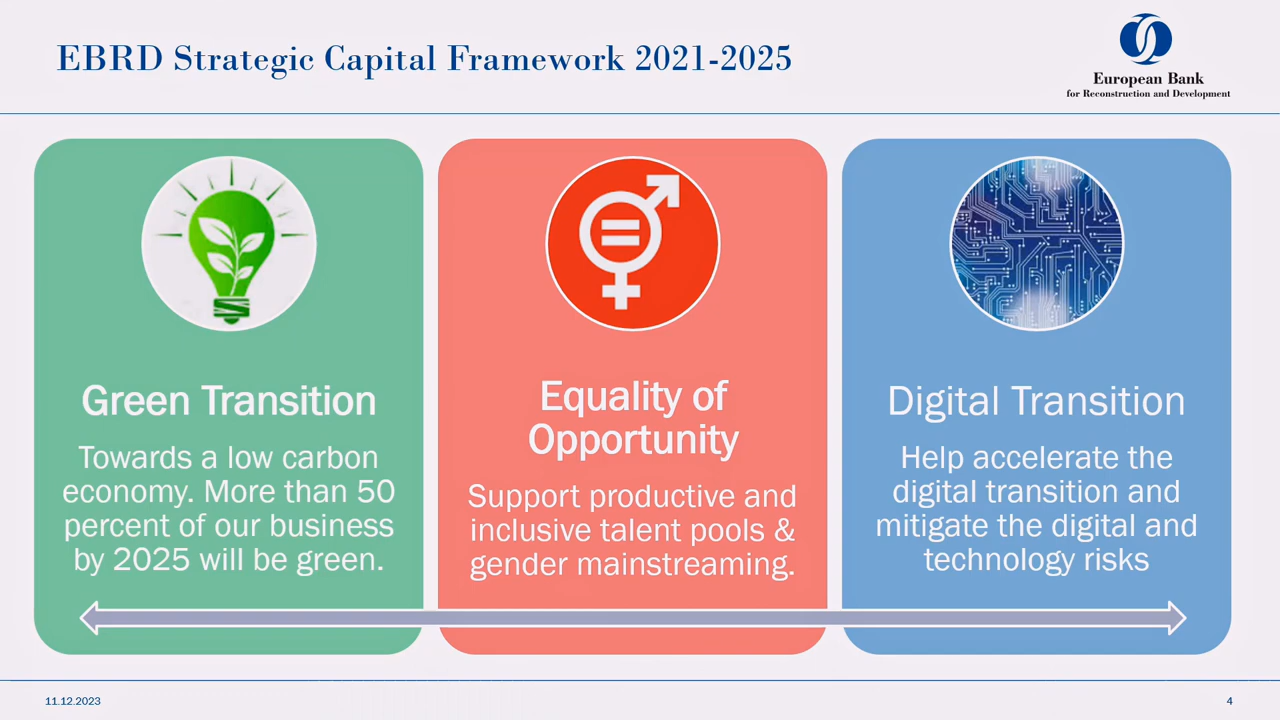 EBRD Strategic Capital Framework 2021-2025
European Bank
for Reconstruction and Development
Green Transition
Towards a low carbon
economy. More than 50
percent of our business
by 2025 will be green.
Equality of
Opportunity
Support productive and
inclusive talent pools &
gender mainstreaming.
Digital Transition
Help accelerate the
digital transition and
mitigate the digital and
technology risks
11.12.2023
4